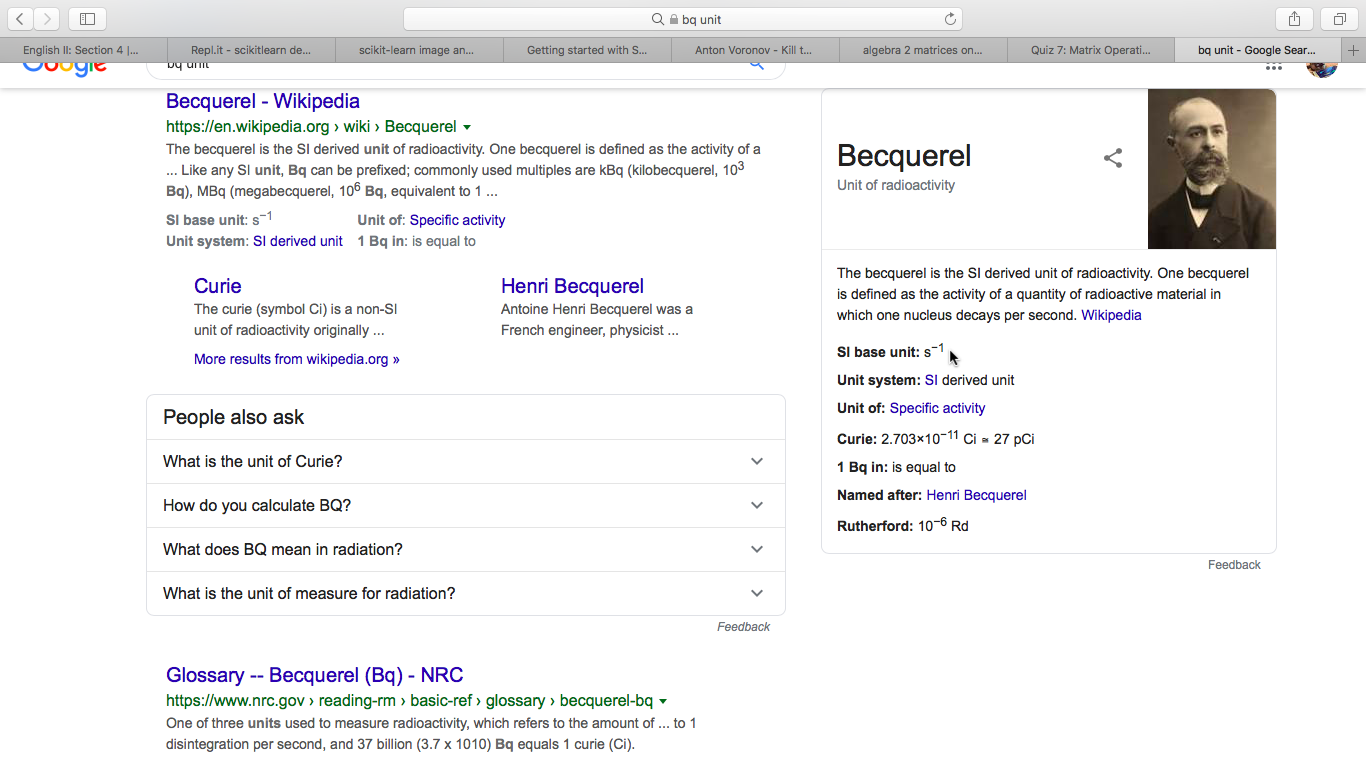 bq unit
English II: Section 4 |...
Repl.it - scikitlearn de...
scikit-learn image an...
Getting started with S...
Anton Voronov - Kill t...
algebra 2 matrices on...
Quiz 7: Matrix Operati...
bq - Google Sear...
Google
bq unit
Becquerel - Wikipedia
https://en.wikipedia.org › wiki › Becquerel
The becquerel is the SI derived unit of radioactivity. One becquerel is defined as the activity of a
... Like any SI unit, Bq can be prefixed; commonly used multiples are kBq (kilobecquerel, 10³
Bq), MBq (megabecquerel, 10⁶ Bq, equivalent to 1 ...
SI base unit: s⁻¹ Unit of: Specific activity
Unit system: SI derived unit 1 Bq in: is equal to
Curie
The curie (symbol Ci) is a non-SI
unit of radioactivity originally ...
Henri Becquerel
Antoine Henri Becquerel was a
French engineer, physicist ...
More results from wikipedia.org »
People also ask
What is the unit of Curie?
How do you calculate BQ?
What does BQ mean in radiation?
What is the unit of measure for radiation?
Feedback
Glossary -- Becquerel (Bq) - NRC
https://www.nrc.gov › reading-rm › basic-ref › glossary › becquerel-bq
One of three units used to measure radioactivity, which refers to the amount of ... to 1
disintegration per second, and 37 billion (3.7 x 1010) Bq equals 1 curie (Ci).
Becquerel
Unit of radioactivity
The becquerel is the SI derived unit of radioactivity. One becquerel
is defined as the activity of a quantity of radioactive material in
which one nucleus decays per second. Wikipedia
SI base unit: s⁻¹
Unit system: SI derived unit
Unit of: Specific activity
Curie: 2.703×10⁻¹¹ Ci ≅ 27 pCi
1 Bq in: is equal to
Named after: Henri Becquerel
Rutherford: 10⁻⁶ Rd
Feedback